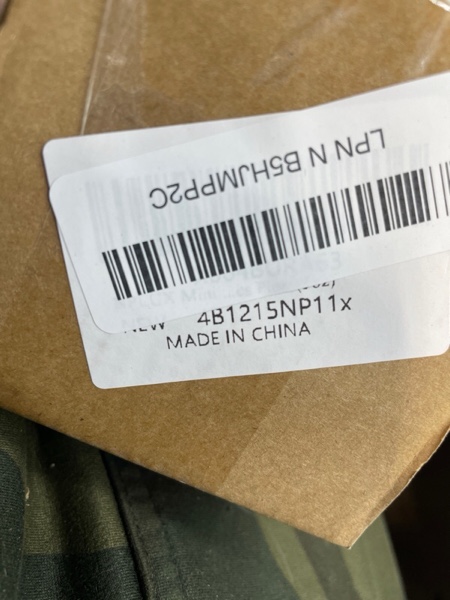 LPN N B5HJMPP2C
NEW 4B1215NP11x
MADE IN CHINA